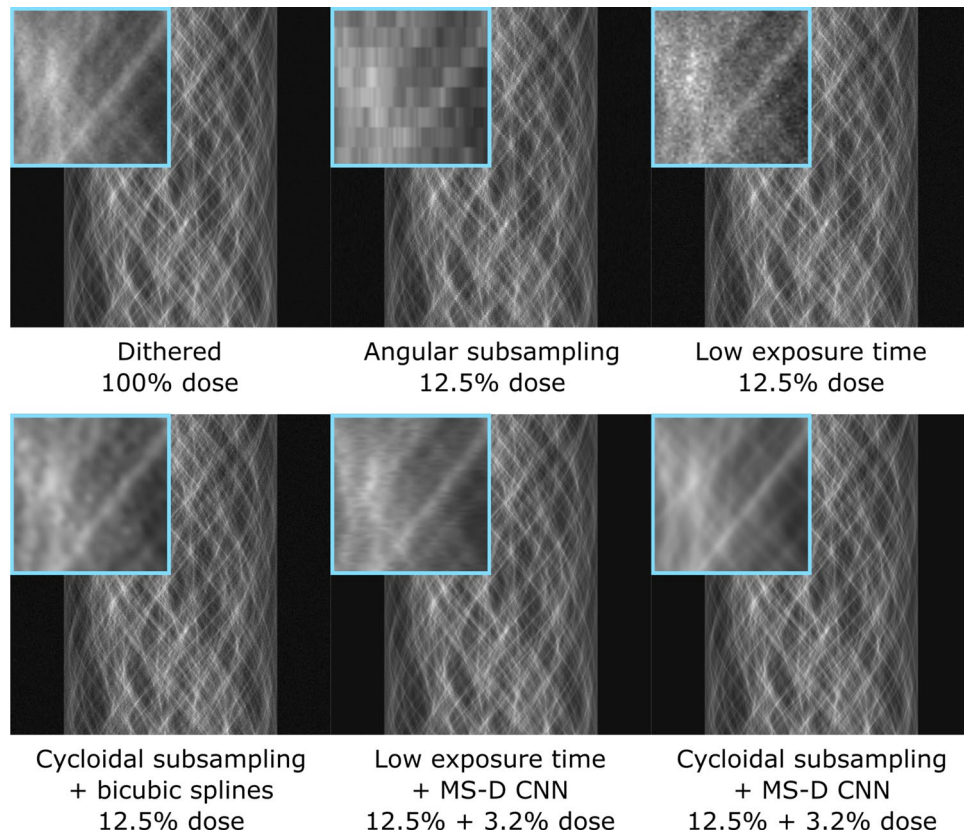 Dithered
100% dose
Angular subsampling
12.5% dose
Low exposure time
12.5% dose
Cycloidal subsampling
+ bicubic splines
12.5% dose
Low exposure time
+ MS-D CNN
12.5% + 3.2% dose
Cycloidal subsampling
+ MS-D CNN
12.5% + 3.2% dose